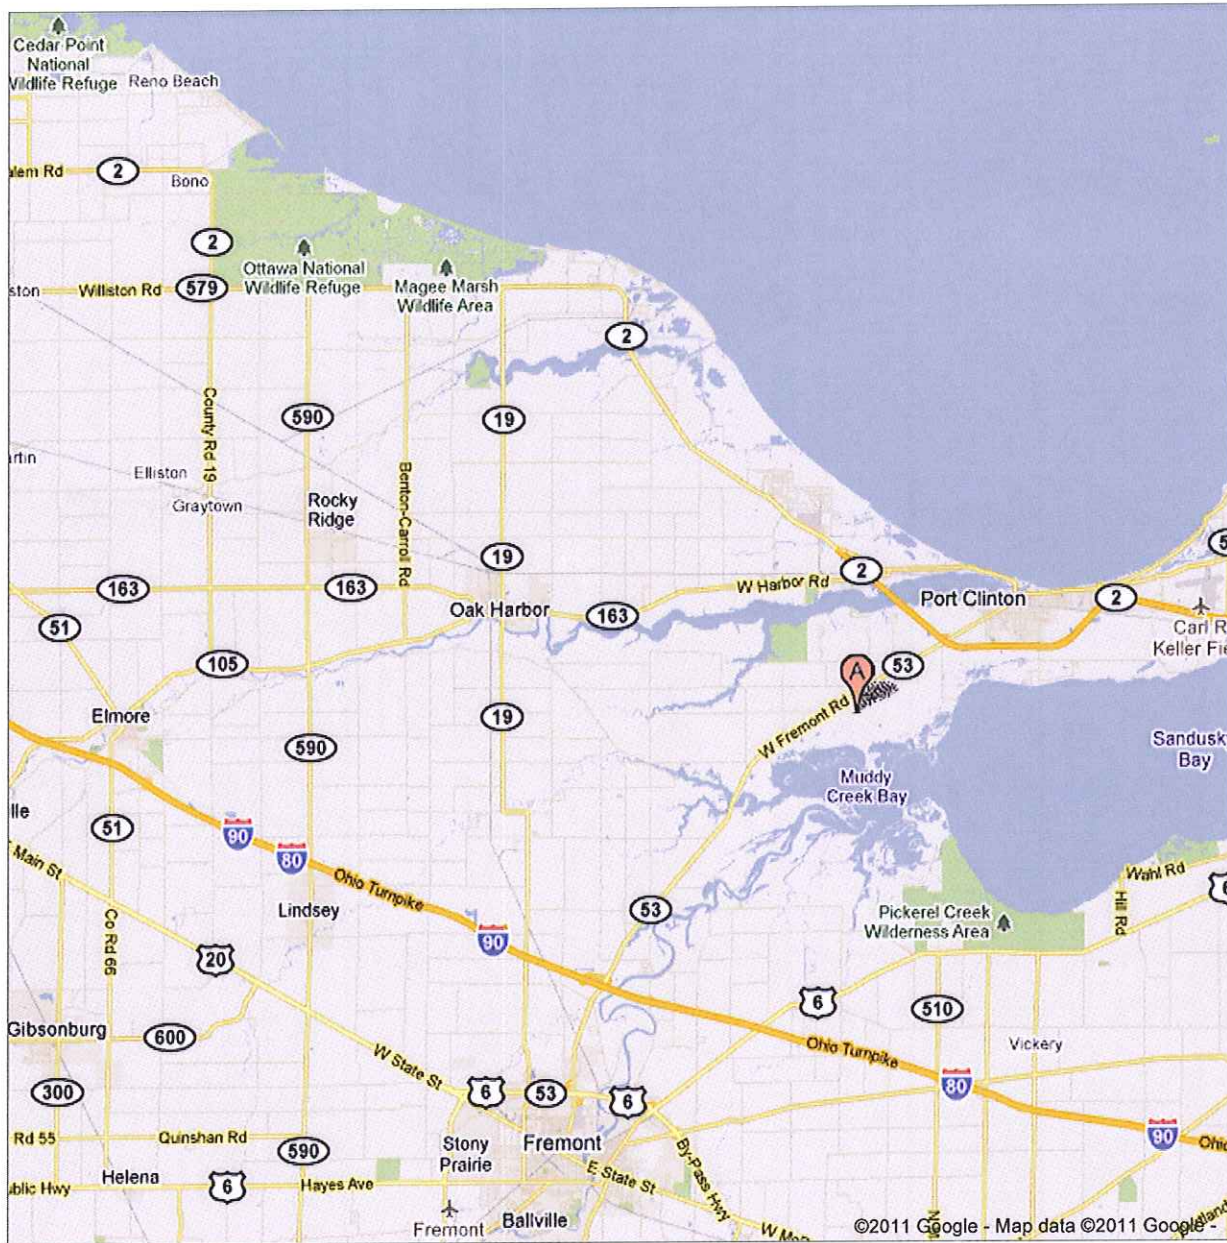 Cedar Point
National
Wildlife Refuge
Reno Beach
2
Bono
2
Ottawa National
Wildlife Refuge
Magee Marsh
Wildlife Area
Williston Rd
579
2
County Rd 19
590
19
Benton-Carroll Rd
Elliston
Graytown
Rocky
Ridge
19
163
163
W Harbor Rd
2
Oak Harbor
163
Port Clinton
2
51
105
A
53
Elmore
590
19
W Fremont Rd
Muddy
Creek Bay
51
90
80
Ohio Turnpike
Lindsey
Co Rd 66
53
90
Pickerel Creek
Wilderness Area
Wahl Rd
Hill Rd
20
6
510
Gibsonburg
600
Ohio Turnpike
Vickery
W State St
300
6
53
6
80
90
Rd 55
Quinshan Rd
590
Stony
Prairie
Fremont
By-Pass Hwy
Helena
6
Hayes Ave
E State St
Fremont
Ballville
©2011 Google - Map data ©2011 Google -